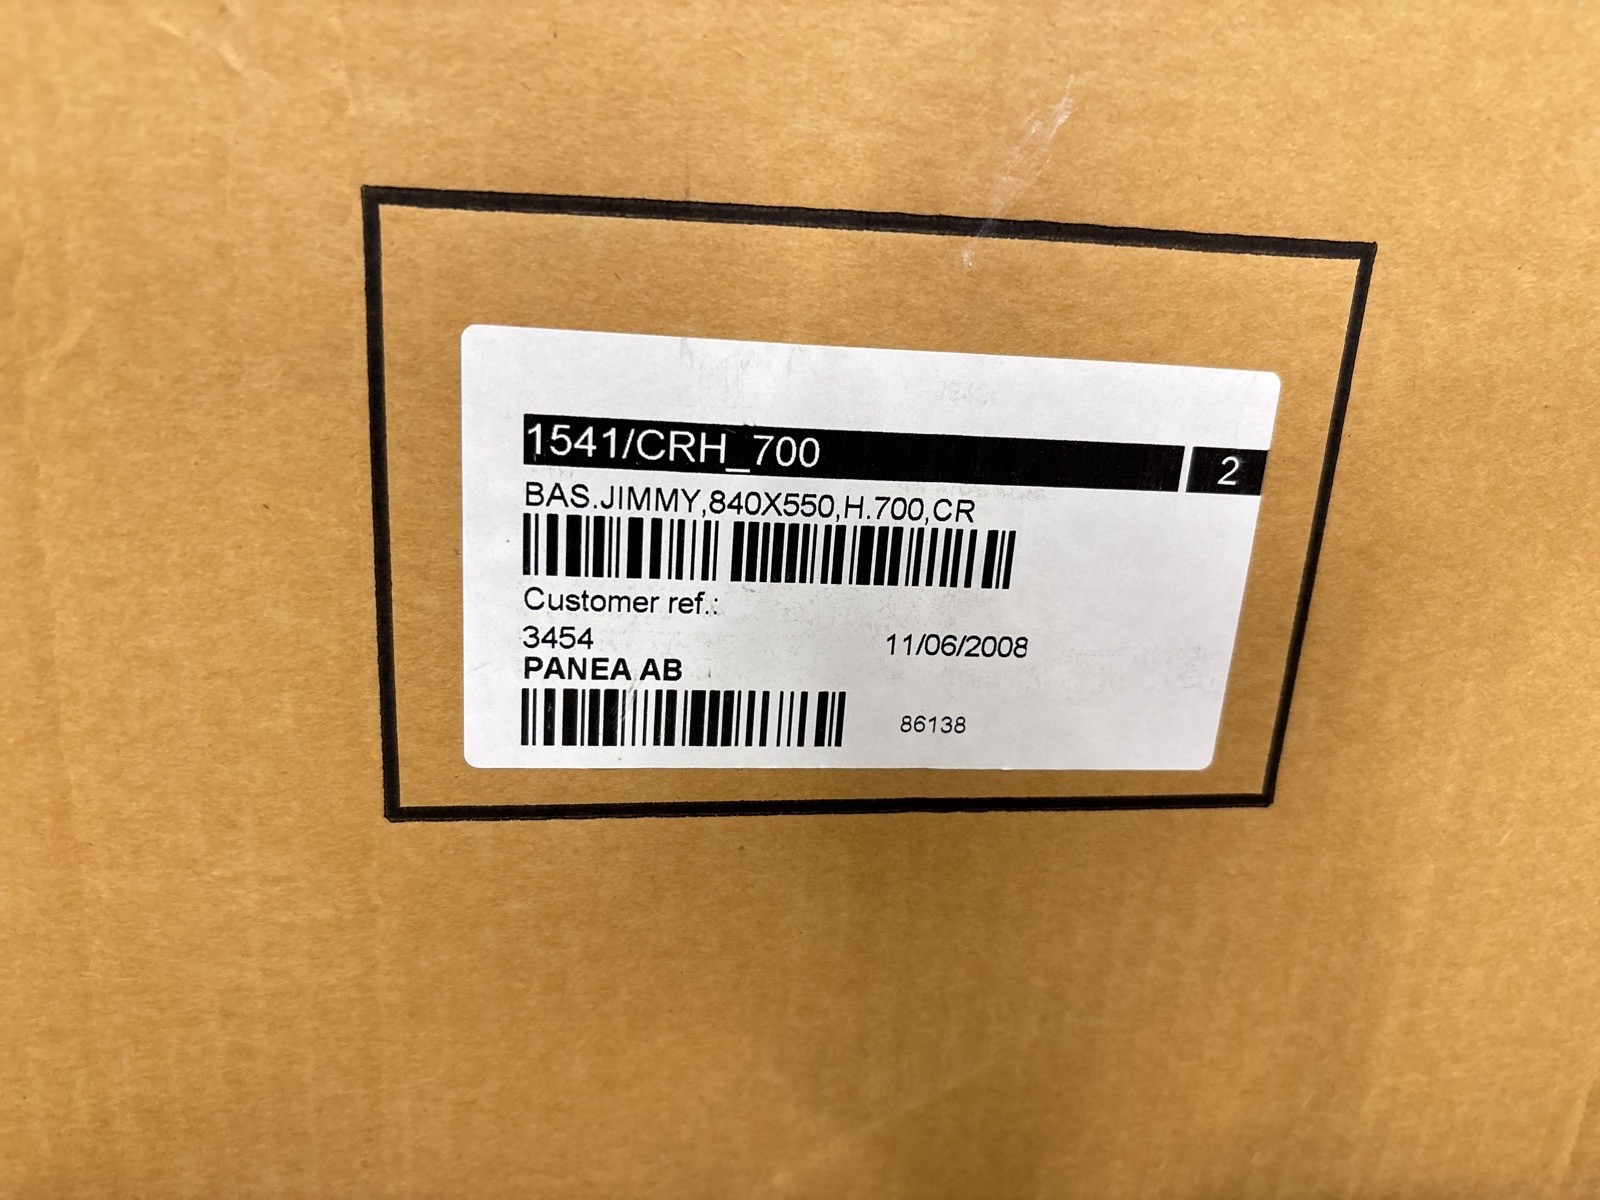 1541/CRH_700 2
BAS.JIMMY,840X550,H.700,CR
Customer ref.:
3454 11/06/2008
PANEA AB
86138